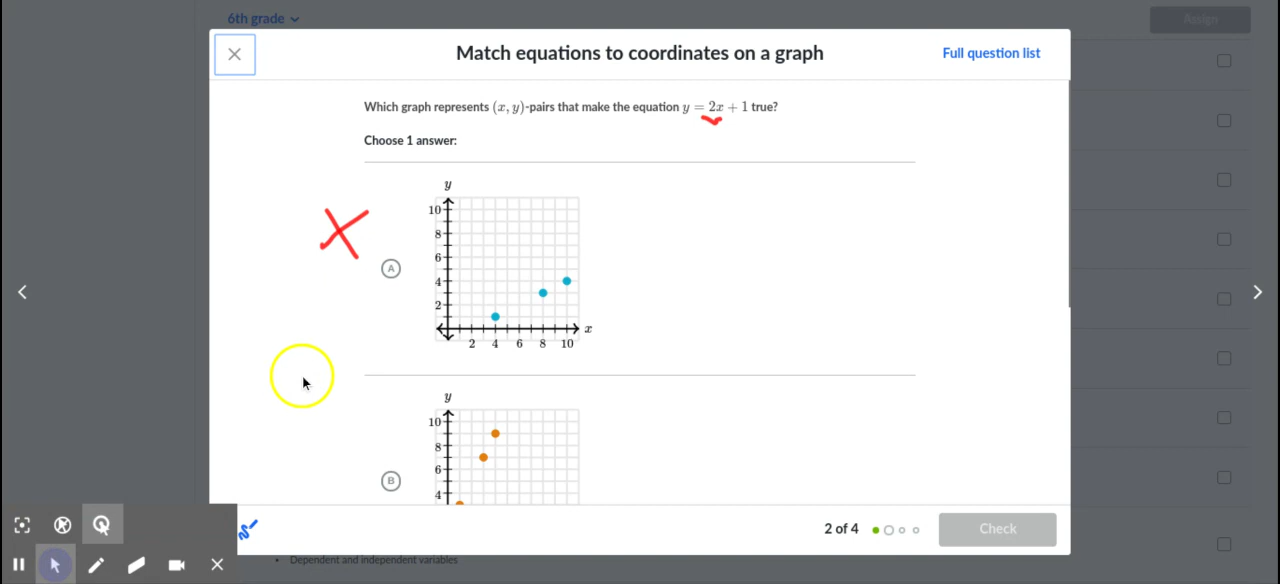 6th grade
Assign
Match equations to coordinates on a graph
Full question list
Which graph represents (x, y)-pairs that make the equation y = 2x + 1 true?
Choose 1 answer:
A
y
10
8
6
4
2
2 4 6 8 10
x
B
y
10
8
6
4
2 of 4
Check
Dependent and independent variables